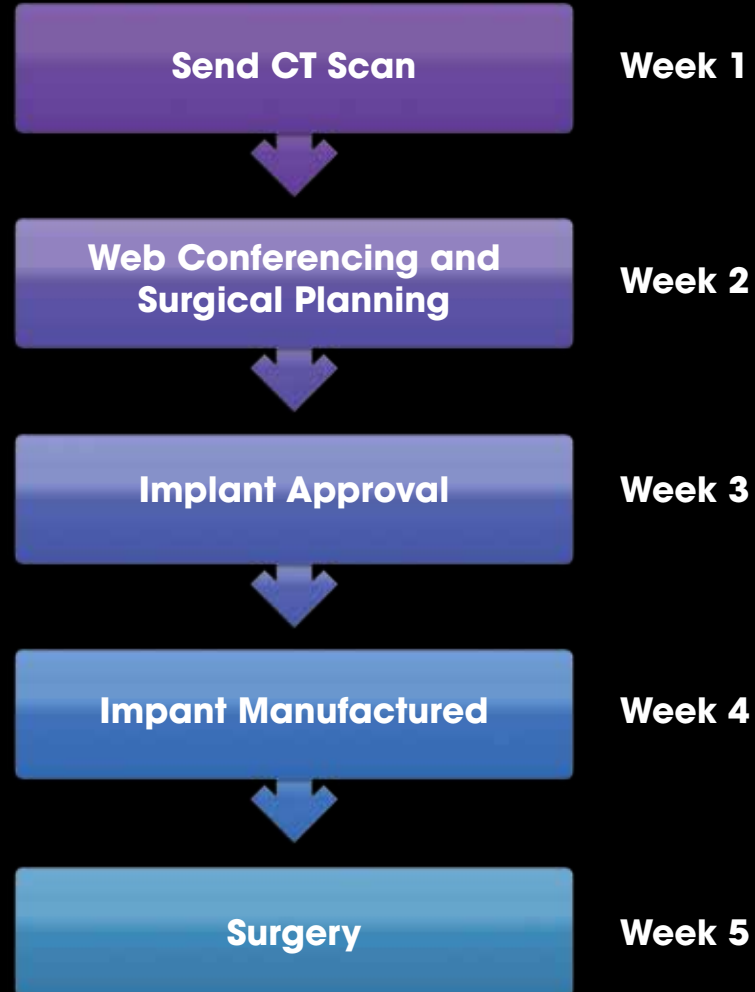 Send CT Scan
Week 1
Web Conferencing and
Surgical Planning
Week 2
Implant Approval
Week 3
Impant Manufactured
Week 4
Surgery
Week 5